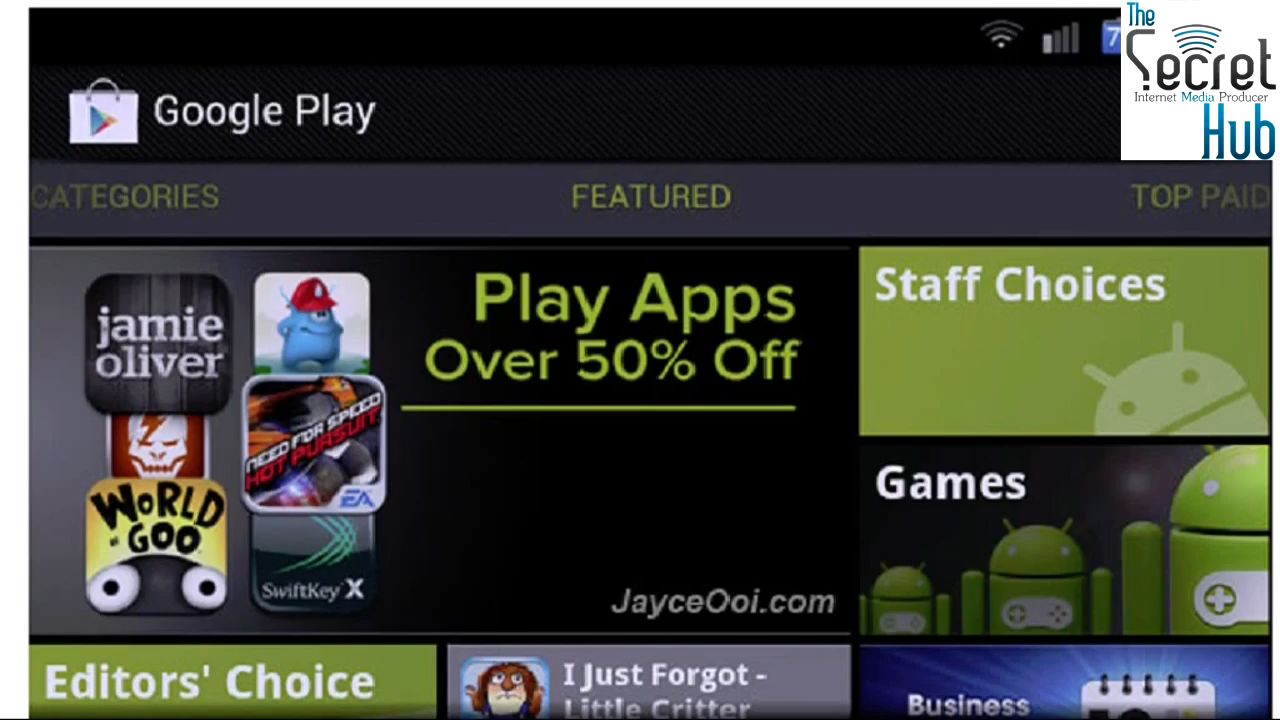 The
Secret
Internet Media Producer
Hub
7
Google Play
CATEGORIES
FEATURED
TOP PAID
jamie
oliver
NEED FOR SPEED
HOT PURSUIT
EA
WORLD
OF
GOO
SwiftKey X
Play Apps
Over 50% Off
JayceOoi.com
Staff Choices
Games
Editors' Choice
I Just Forgot -
Little Critter
Business